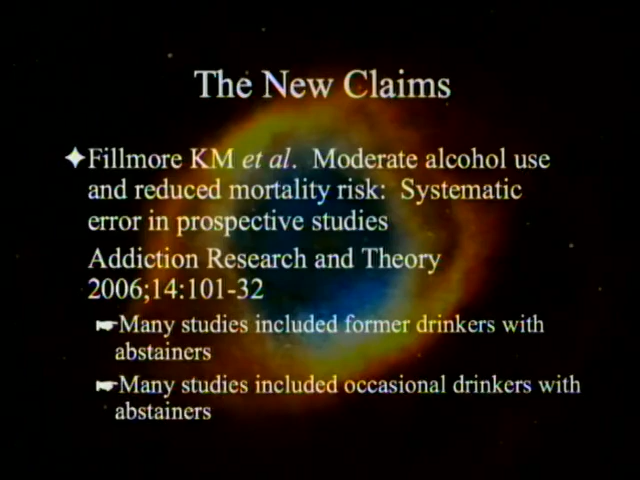 The New Claims
✦Fillmore KM et al. Moderate alcohol use
and reduced mortality risk: Systematic
error in prospective studies
Addiction Research and Theory
2006;14:101-32
☛Many studies included former drinkers with
abstainers
☛Many studies included occasional drinkers with
abstainers